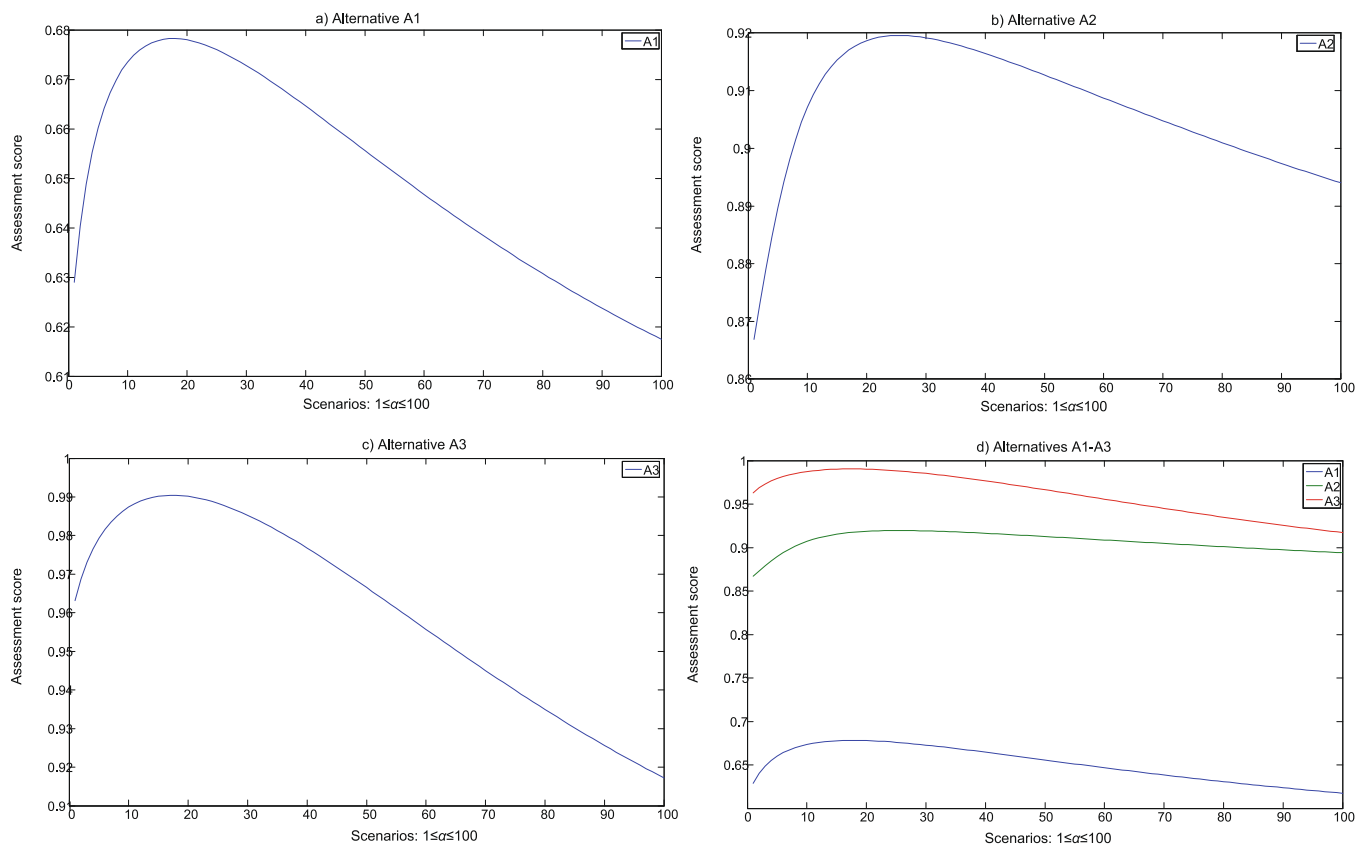 a) Alternative A1
0.68
0.67
0.66
0.65
0.64
0.63
0.62
0.61
Assessment score
A1
0 10 20 30 40 50 60 70 80 90 100
Scenarios: 1≤α≤100
b) Alternative A2
0.92
0.91
0.9
0.89
0.88
0.87
0.86
Assessment score
A2
0 10 20 30 40 50 60 70 80 90 100
Scenarios: 1≤α≤100
c) Alternative A3
1
0.99
0.98
0.97
0.96
0.95
0.94
0.93
0.92
0.91
Assessment score
A3
0 10 20 30 40 50 60 70 80 90 100
Scenarios: 1≤α≤100
d) Alternatives A1-A3
1
0.95
0.9
0.85
0.8
0.75
0.7
0.65
Assessment score
A1
A2
A3
0 10 20 30 40 50 60 70 80 90 100
Scenarios: 1≤α≤100